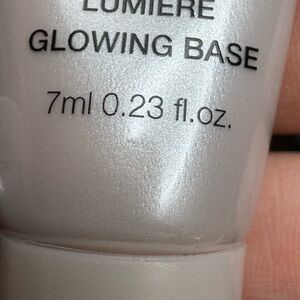 LUMIERE
GLOWING BASE
7ml 0.23 fl.oz.